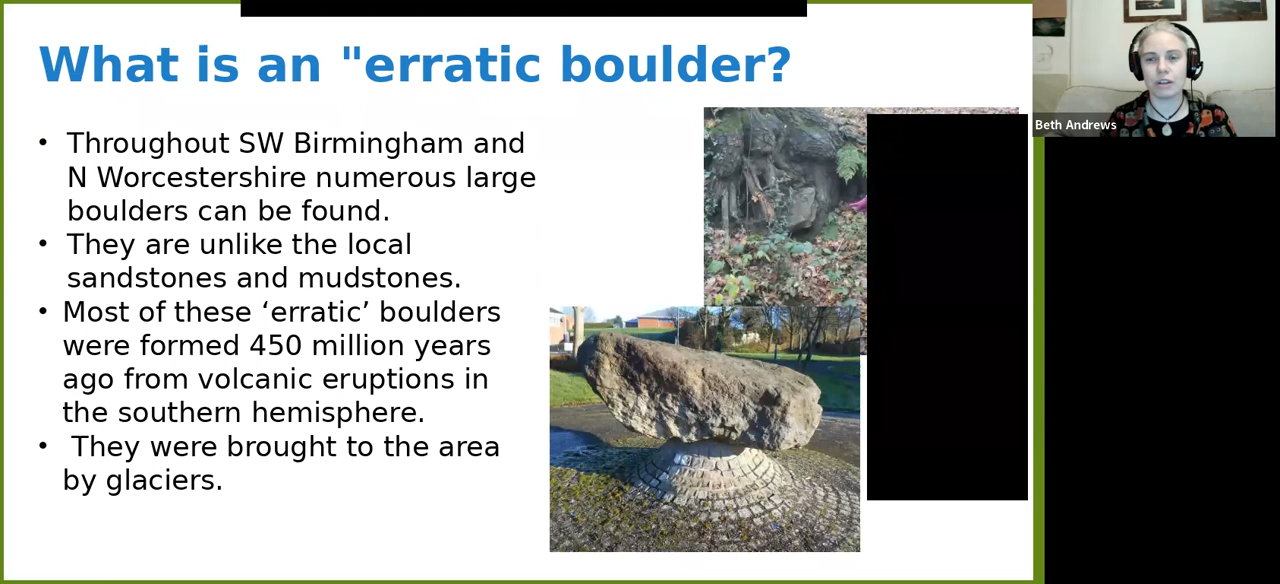 What is an "erratic boulder?
• Throughout SW Birmingham and
N Worcestershire numerous large
boulders can be found.
• They are unlike the local
sandstones and mudstones.
• Most of these ‘erratic’ boulders
were formed 450 million years
ago from volcanic eruptions in
the southern hemisphere.
• They were brought to the area
by glaciers.
Beth Andrews